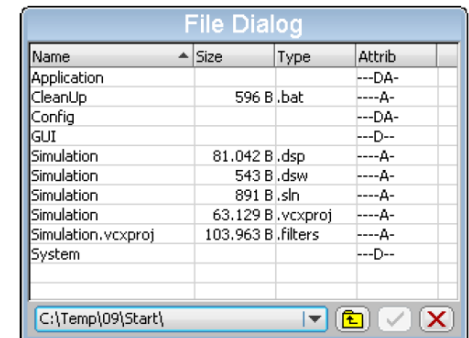 File Dialog
Name Size Type Attrib
Application ---DA-
CleanUp 596 B .bat ----A-
Config ---DA-
GUI ---D--
Simulation 81.042 B .dsp ----A-
Simulation 543 B .dsw ----A-
Simulation 891 B .sln ----A-
Simulation 63.129 B .vcxproj ----A-
Simulation.vcxproj 103.963 B .filters ----A-
System ---D--
C:\Temp\09\Start\